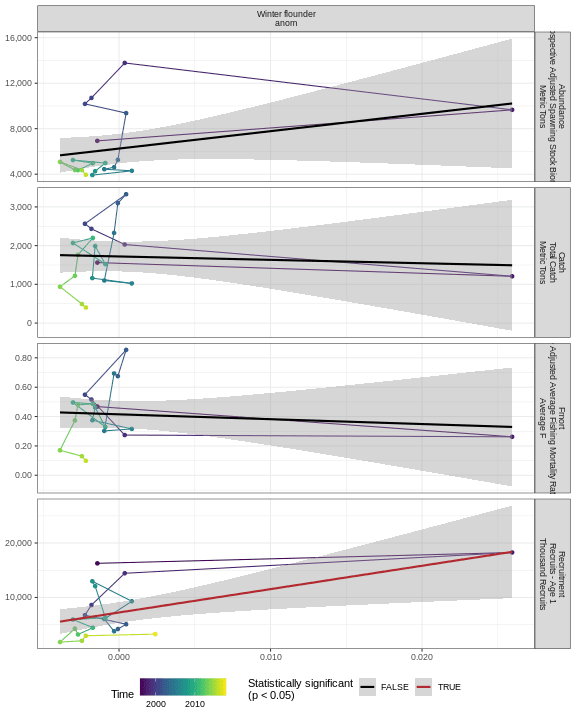 Winter flounder
anom
16,000
12,000
8,000
4,000
Abundance
Adjusted Spawning Stock
Metric Tons
3,000
2,000
1,000
0
Catch
Total Catch
Metric Tons
0.80
0.60
0.40
0.20
0.00
Fmort
Adjusted Average Fishing Mortality
Average F
20,000
10,000
Recruitment
Recruits - Age 1
Thousand Recruits
0.000
0.010
0.020
Time
2000
2010
Statistically significant
(p < 0.05)
FALSE
TRUE